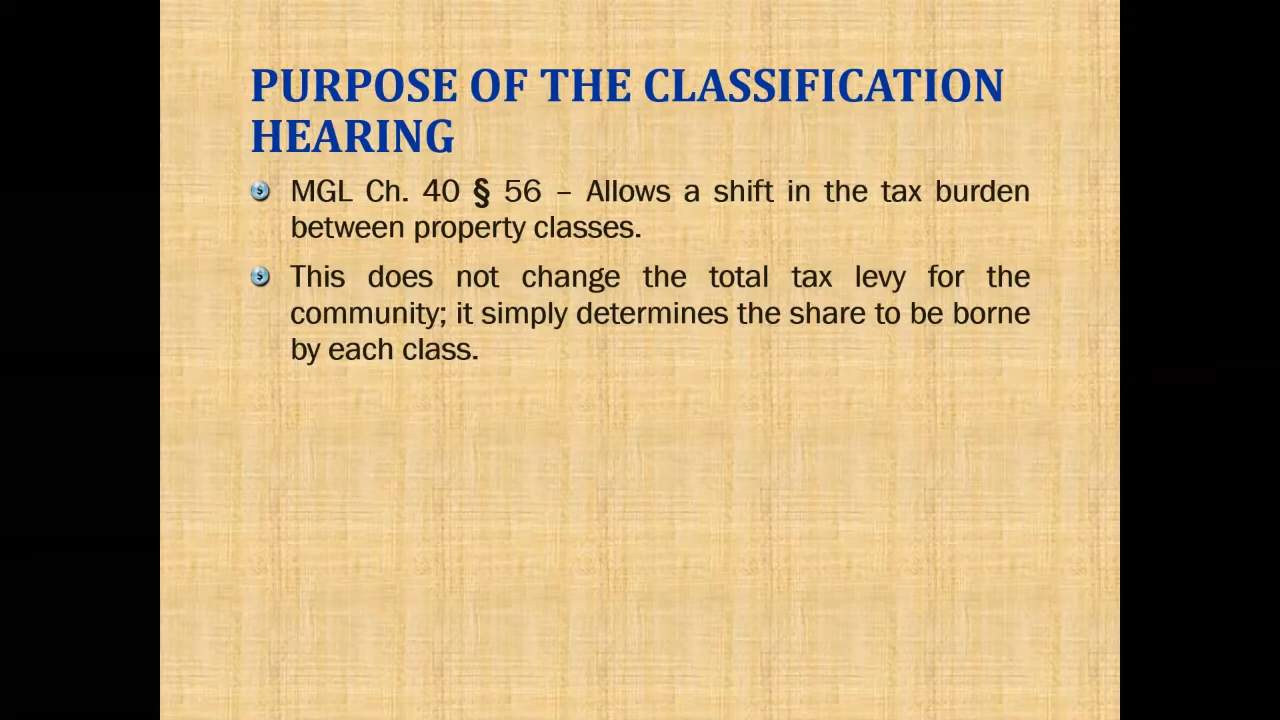 PURPOSE OF THE CLASSIFICATION
HEARING
MGL Ch. 40 § 56 – Allows a shift in the tax burden
between property classes.
This does not change the total tax levy for the
community; it simply determines the share to be borne
by each class.